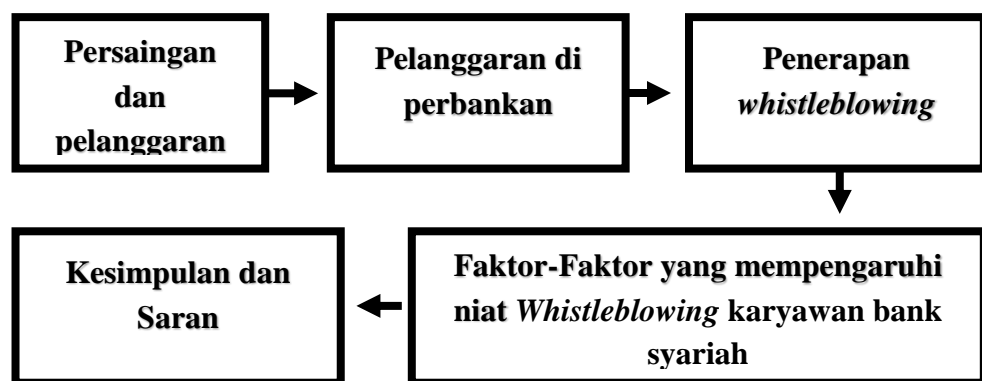 Persaingan
dan
pelanggaran
Pelanggaran di
perbankan
Penerapan
whistleblowing
Faktor-Faktor yang mempengaruhi
niat Whistleblowing karyawan bank
syariah
Kesimpulan dan
Saran